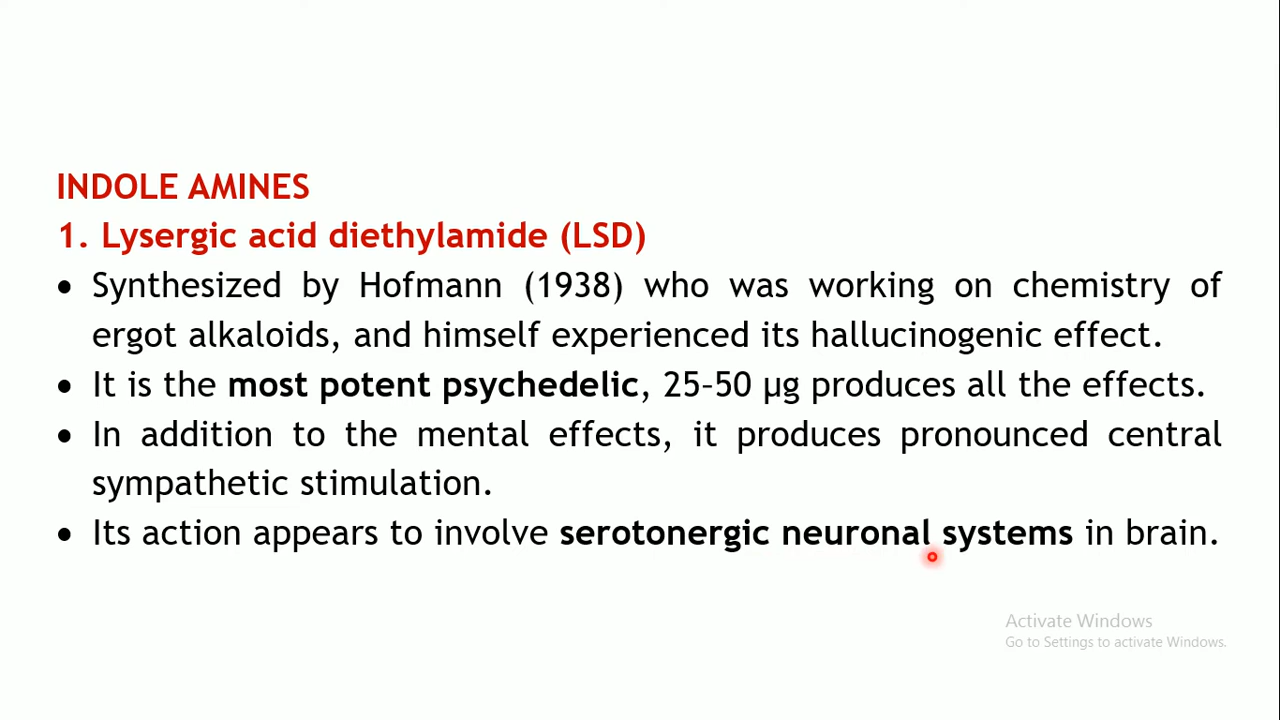 INDOLE AMINES
1. Lysergic acid diethylamide (LSD)
• Synthesized by Hofmann (1938) who was working on chemistry of
ergot alkaloids, and himself experienced its hallucinogenic effect.
• It is the most potent psychedelic, 25–50 µg produces all the effects.
• In addition to the mental effects, it produces pronounced central
sympathetic stimulation.
• Its action appears to involve serotonergic neuronal systems in brain.
Activate Windows
Go to Settings to activate Windows.